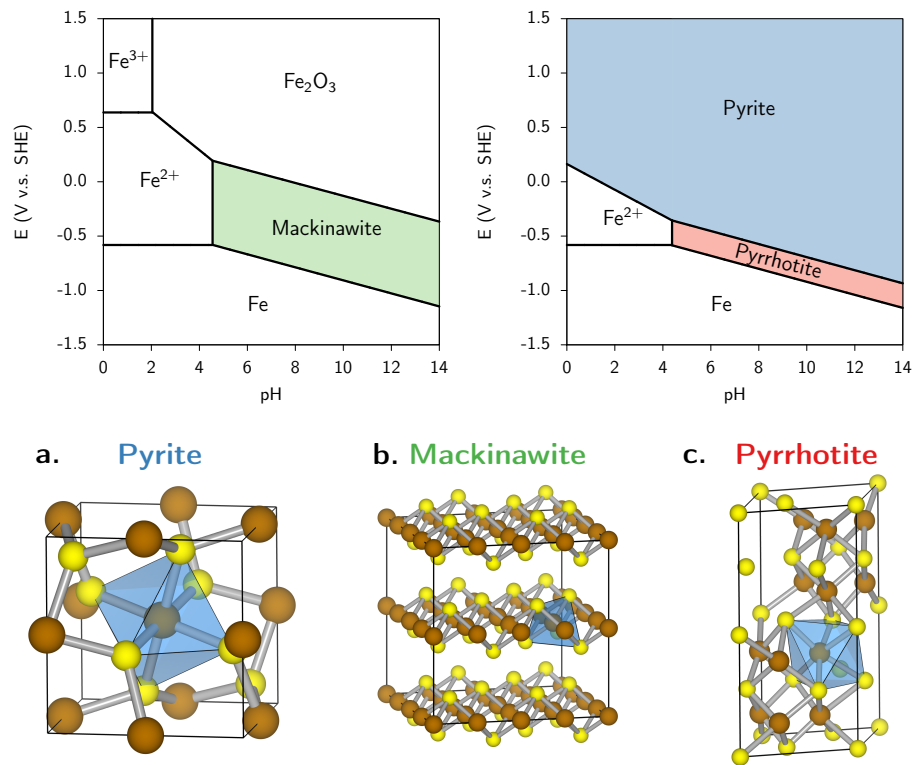 1.5
1.0
0.5
0.0
-0.5
-1.0
-1.5
E (V v.s. SHE)
0 2 4 6 8 10 12 14
pH
Fe3+
Fe2O3
Fe2+
Mackinawite
Fe
1.5
1.0
0.5
0.0
-0.5
-1.0
-1.5
E (V v.s. SHE)
0 2 4 6 8 10 12 14
pH
Pyrite
Fe2+
Pyrrhotite
Fe
a. Pyrite
b. Mackinawite
c. Pyrrhotite